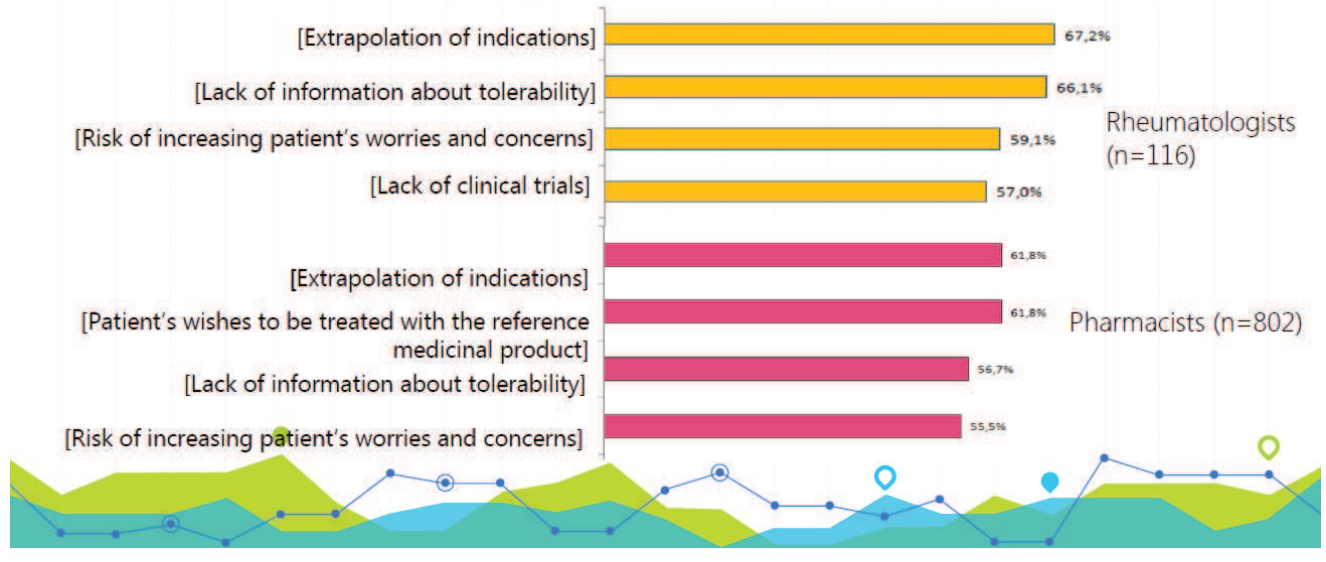 [Extrapolation of indications]
67,2%
[Lack of information about tolerability]
66,1%
[Risk of increasing patient's worries and concerns]
59,1%
[Lack of clinical trials]
57,0%
Rheumatologists
(n=116)
[Extrapolation of indications]
61,8%
[Patient's wishes to be treated with the reference
medicinal product]
61,8%
[Lack of information about tolerability]
56,7%
[Risk of increasing patient's worries and concerns]
55,5%
Pharmacists (n=802)